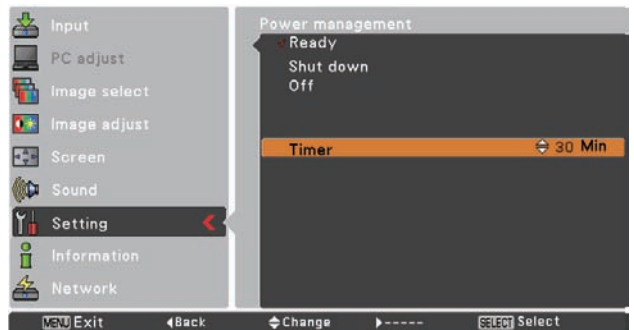 Input
PC adjust
Image select
Image adjust
Screen
Sound
Setting
Information
Network
Power management
Ready
Shut down
Off
Timer 30 Min
MENU Exit Back Change ----- SELECT Select